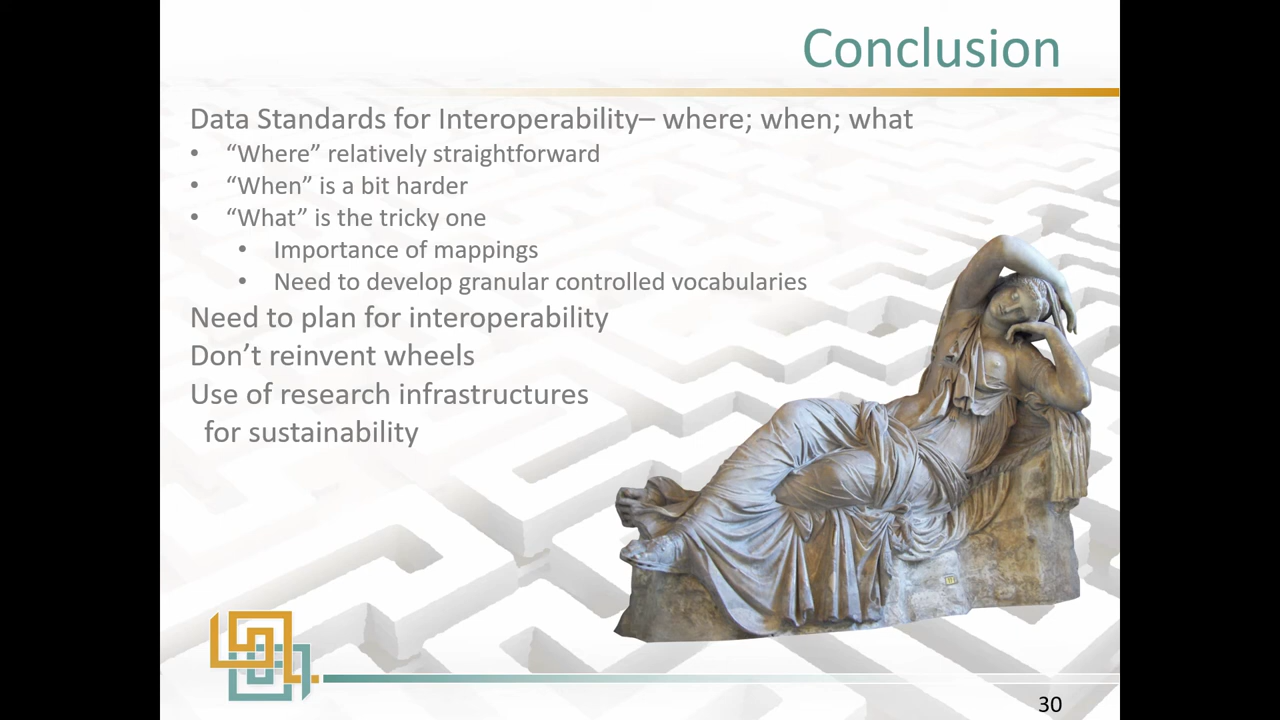 Conclusion
Data Standards for Interoperability– where; when; what
• “Where” relatively straightforward
• “When” is a bit harder
• “What” is the tricky one
• Importance of mappings
• Need to develop granular controlled vocabularies
Need to plan for interoperability
Don’t reinvent wheels
Use of research infrastructures
for sustainability
30